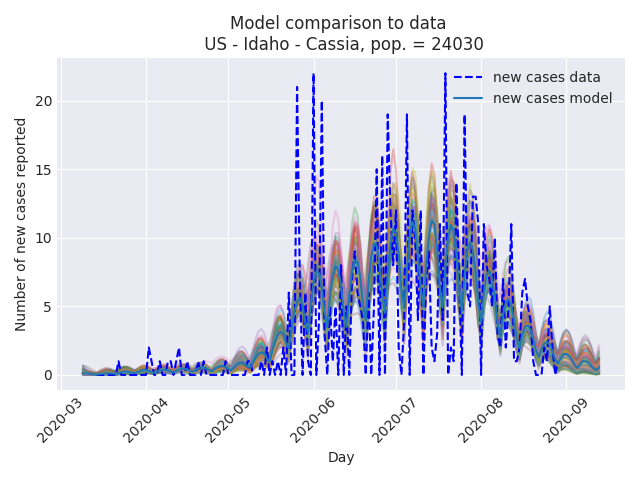 Model comparison to data
US - Idaho - Cassia, pop. = 24030
new cases data
new cases model
Number of new cases reported
20
15
10
5
0
2020-03
2020-04
2020-05
2020-06
2020-07
2020-08
2020-09
Day